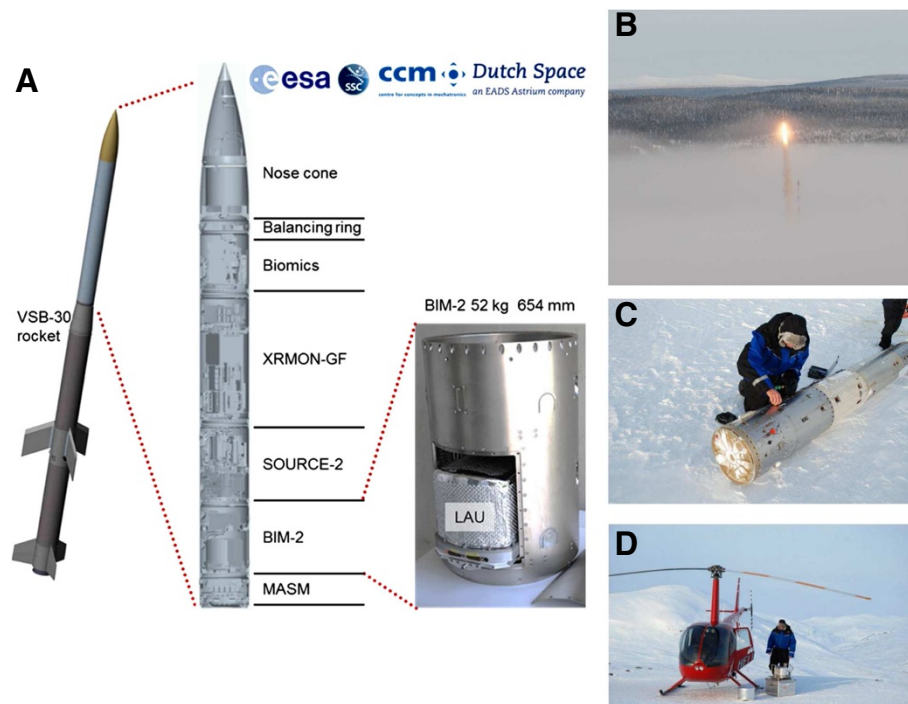 A
esa
SSC
ccm
centre for concepts in mechatronics
Dutch Space
an EADS Astrium company
Nose cone
Balancing ring
Biomics
VSB-30
rocket
XRMON-GF
SOURCE-2
BIM-2
MASM
BIM-2 52 kg 654 mm
LAU
B
C
D